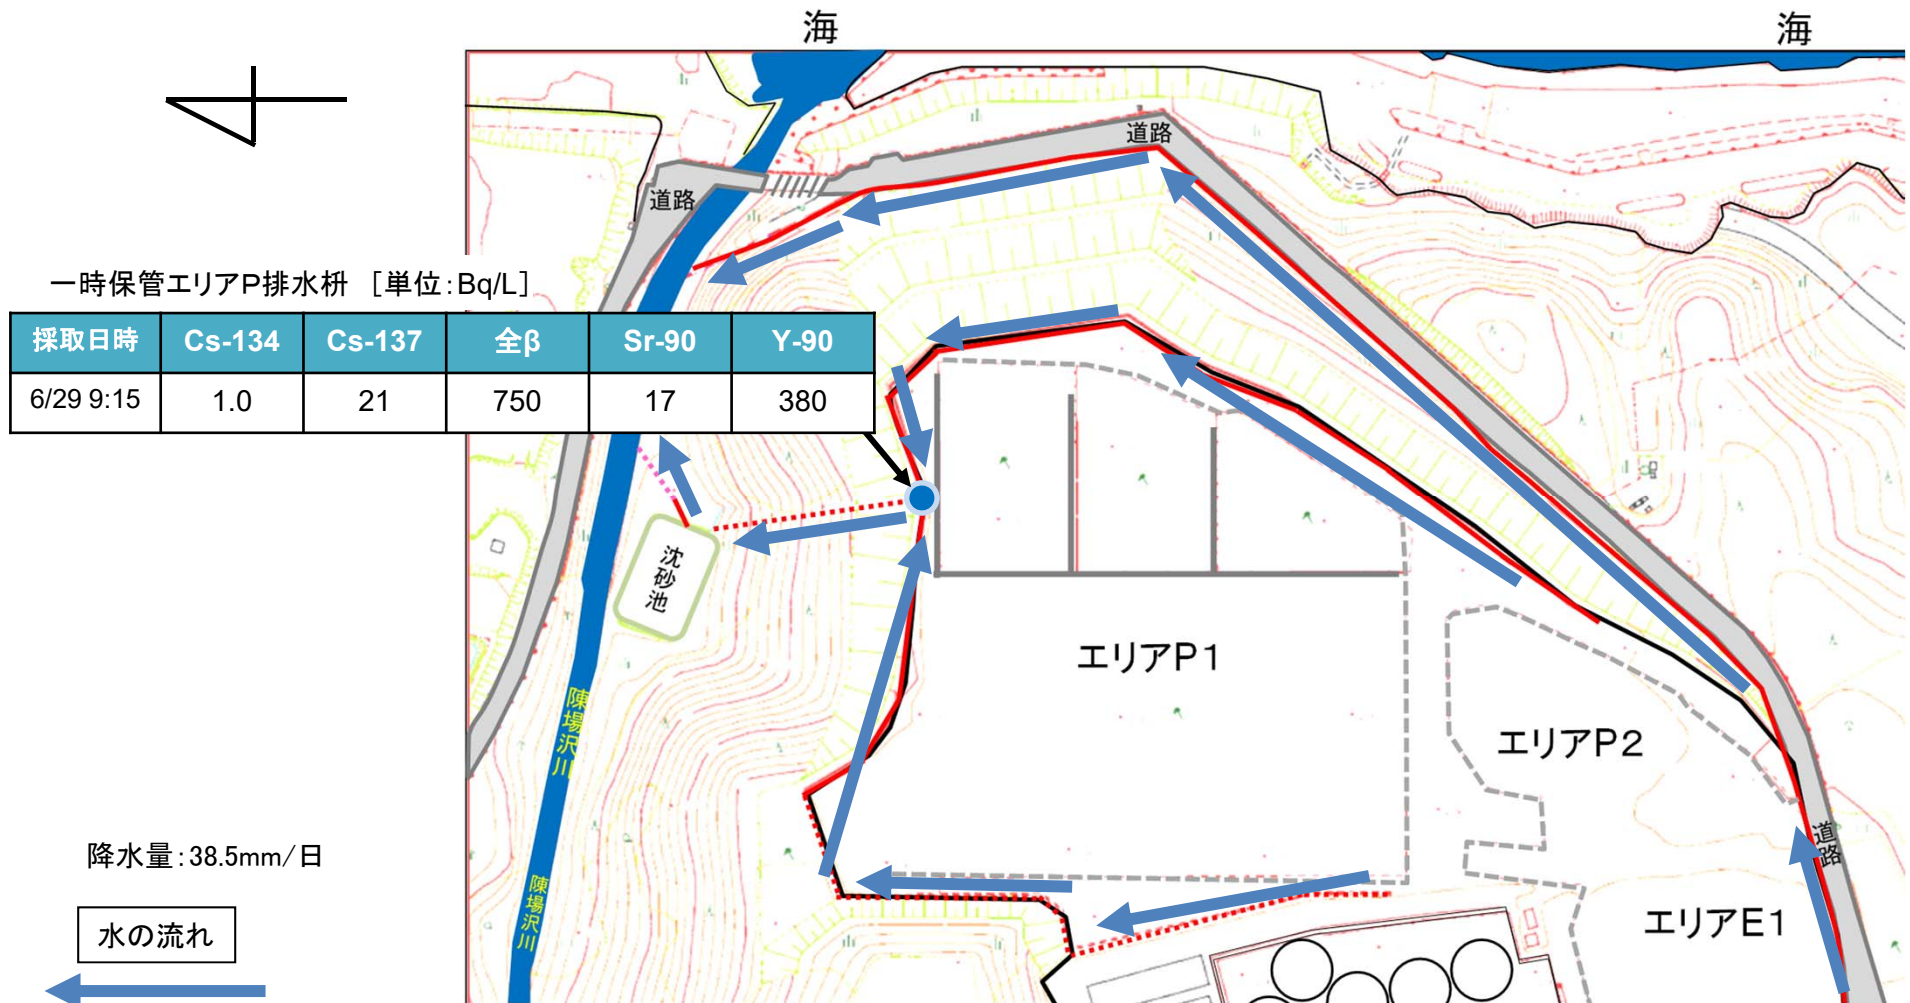 海
海
道路
道路
一時保管エリアP排水枡 [単位:Bq/L]
採取日時 Cs-134 Cs-137 全β Sr-90 Y-90
6/29 9:15 1.0 21 750 17 380
沈砂池
エリアP1
陳場沢川
エリアP2
道路
降水量:38.5mm/日
陳場沢川
エリアE1
水の流れ